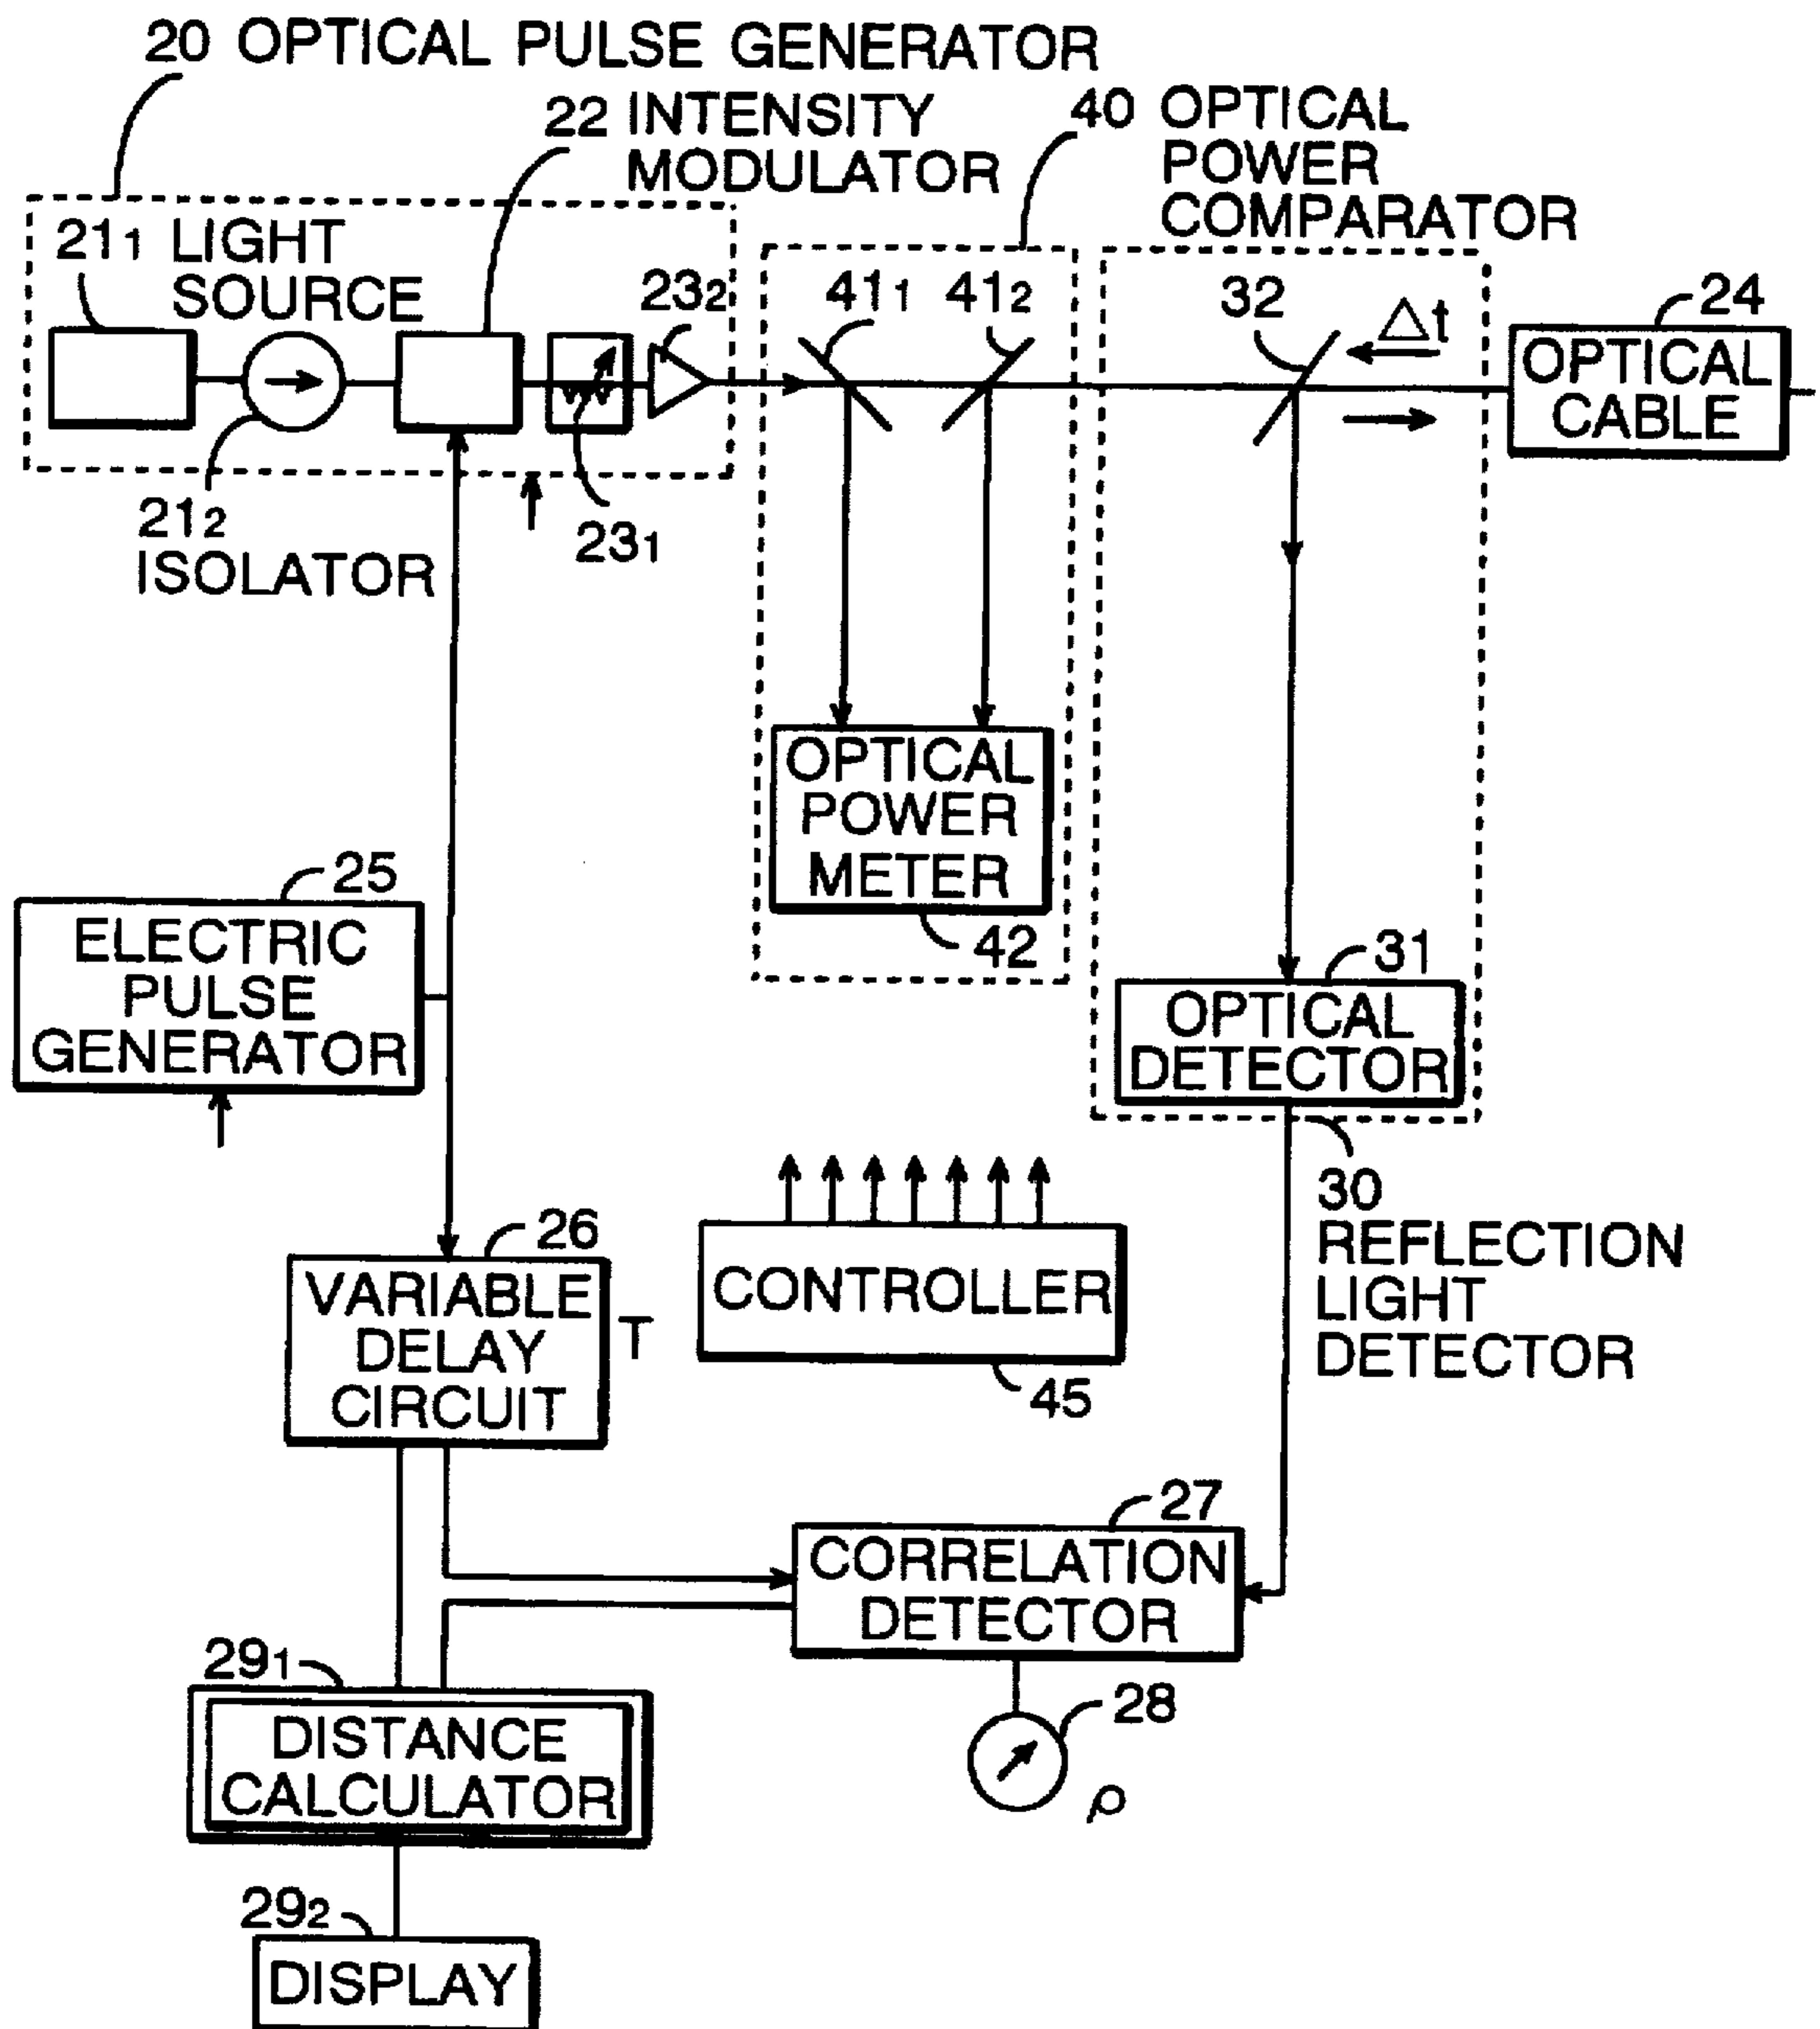 20 OPTICAL PULSE GENERATOR
22 INTENSITY
MODULATOR
40 OPTICAL
POWER
COMPARATOR
21₁ LIGHT
SOURCE
23₂
41₁
41₂
32
Δt
24
OPTICAL
CABLE
21₂
ISOLATOR
23₁
OPTICAL
POWER
METER
42
25
ELECTRIC
PULSE
GENERATOR
31
OPTICAL
DETECTOR
30
REFLECTION
LIGHT
DETECTOR
26
VARIABLE
DELAY
CIRCUIT
T
CONTROLLER
45
27
CORRELATION
DETECTOR
28
ρ
29₁
DISTANCE
CALCULATOR
29₂
DISPLAY